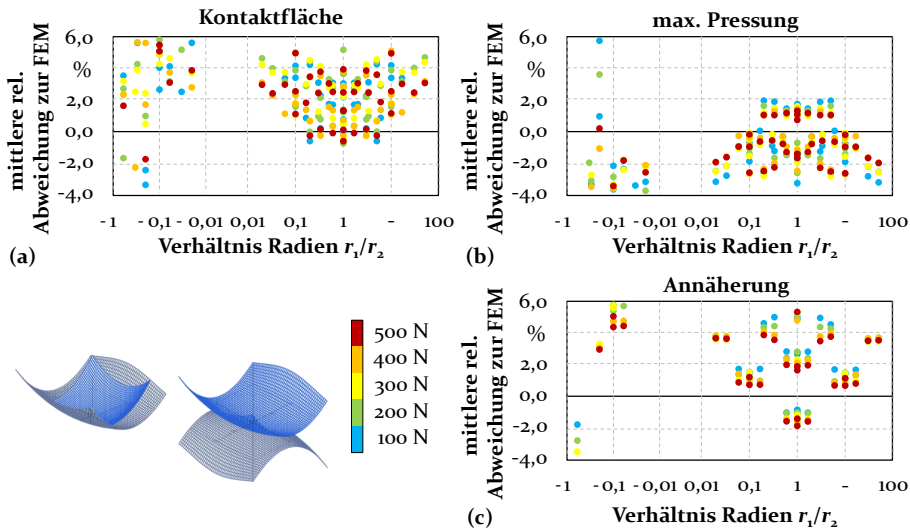 Kontaktfläche
mittlere rel.
Abweichung zur FEM
6,0
%
2,0
0,0
-2,0
-4,0
-1 -0,1 -0,01 0,01 0,1 1 - 100
Verhältnis Radien r₁/r₂
(a)
max. Pressung
mittlere rel.
Abweichung zur FEM
6,0
%
2,0
0,0
-2,0
-4,0
-1 -0,1 -0,01 0,01 0,1 1 - 100
Verhältnis Radien r₁/r₂
(b)
500 N
400 N
300 N
200 N
100 N
Annäherung
mittlere rel.
Abweichung zur FEM
6,0
%
2,0
0,0
-2,0
-4,0
-1 -0,1 -0,01 0,01 0,1 1 - 100
Verhältnis Radien r₁/r₂
(c)